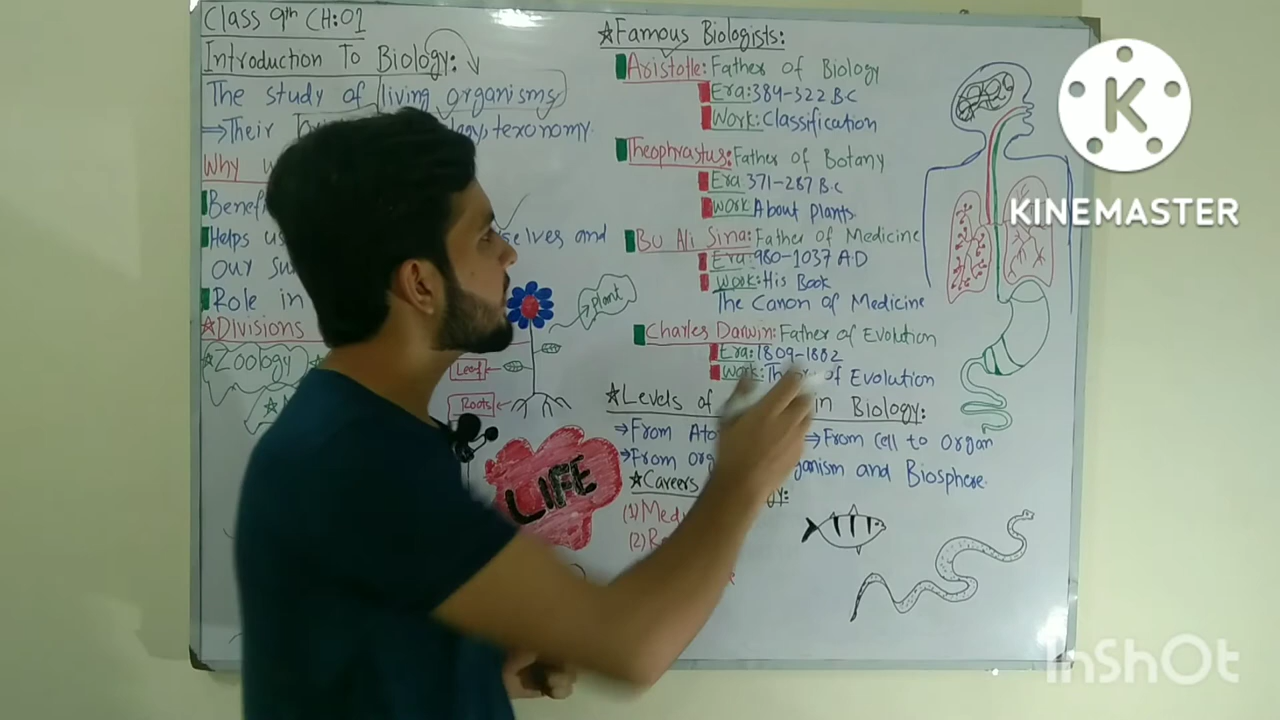 Class 9th CH:01
Introduction To Biology:
The study of living organisms
⇒Their texonomy.
Why
Helps us selves and
our su
Role in
★Divisions
Zoology
plant
Leaf
Roots
LIFE
★Famous Biologists:
Aristotle: Father of Biology
Era: 384-322 BC
Work: Classification
Theophrastus: Father of Botany
Era 371-287 B.C
Work About plants
Bu Ali Sina: Father of Medicine
Era: 980-1037 AD
Work: His Book
The Canon of Medicine
Charles Darwin: Father of Evolution
Era: 1809-1882
Work: Theory of Evolution
★Levels of in Biology:
⇒From Ato ⇒From Cell to Organ
⇒From org anism and Biosphere.
★Careers
(1) Med
(2) R
KINEMASTER
InShOt